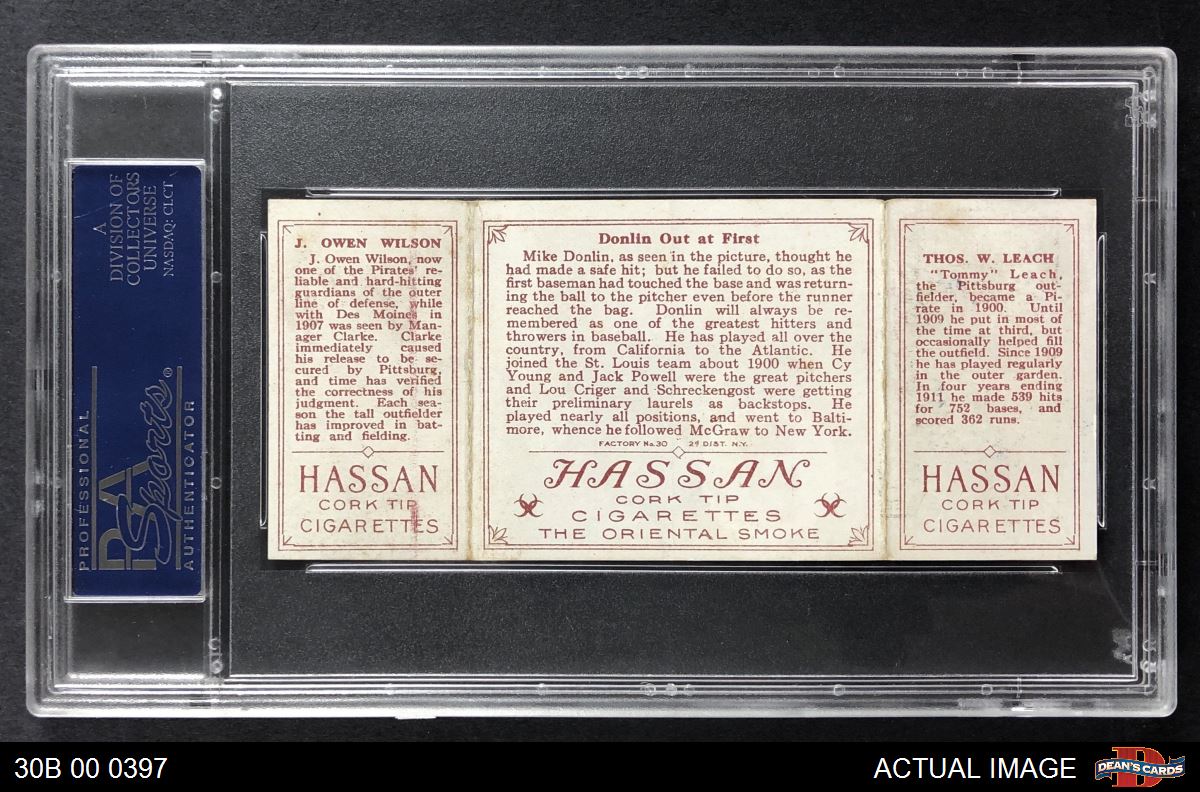 A
DIVISION OF
COLLECTORS
UNIVERSE
NASDAQ: CLCT
PROFESSIONAL
PSA
Sports®
AUTHENTICATOR
J. OWEN WILSON
J. Owen Wilson, now
one of the Pirates' re-
liable and hard-hitting
guardians of the outer
line of defense, while
with Des Moines in
1907 was seen by Man-
ager Clarke. Clarke
immediately caused
his release to be se-
cured by Pittsburg,
and time has verified
the correctness of his
judgment. Each sea-
son the tall outfielder
has improved in bat-
ting and fielding.
HASSAN
CORK TIP
CIGARETTES
Donlin Out at First
Mike Donlin, as seen in the picture, thought he
had made a safe hit; but he failed to do so, as the
first baseman had touched the base and was return-
ing the ball to the pitcher even before the runner
reached the bag. Donlin will always be re-
membered as one of the greatest hitters and
throwers in baseball. He has played all over the
country, from California to the Atlantic. He
joined the St. Louis team about 1900 when Cy
Young and Jack Powell were the great pitchers
and Lou Criger and Schreckengost were getting
their preliminary laurels as backstops. He
played nearly all positions, and went to Balti-
more, whence he followed McGraw to New York.
FACTORY No. 30 2d DIST. N.Y.
HASSAN
CORK TIP
CIGARETTES
THE ORIENTAL SMOKE
THOS. W. LEACH
"Tommy" Leach,
the Pittsburg out-
fielder, became a Pi-
rate in 1900. Until
1909 he put in most of
the time at third, but
occasionally helped fill
the outfield. Since 1909
he has played regularly
in the outer garden.
In four years ending
1911 he made 539 hits
for 752 bases, and
scored 362 runs.
HASSAN
CORK TIP
CIGARETTES
30B 00 0397
ACTUAL IMAGE
D
DEAN'S CARDS